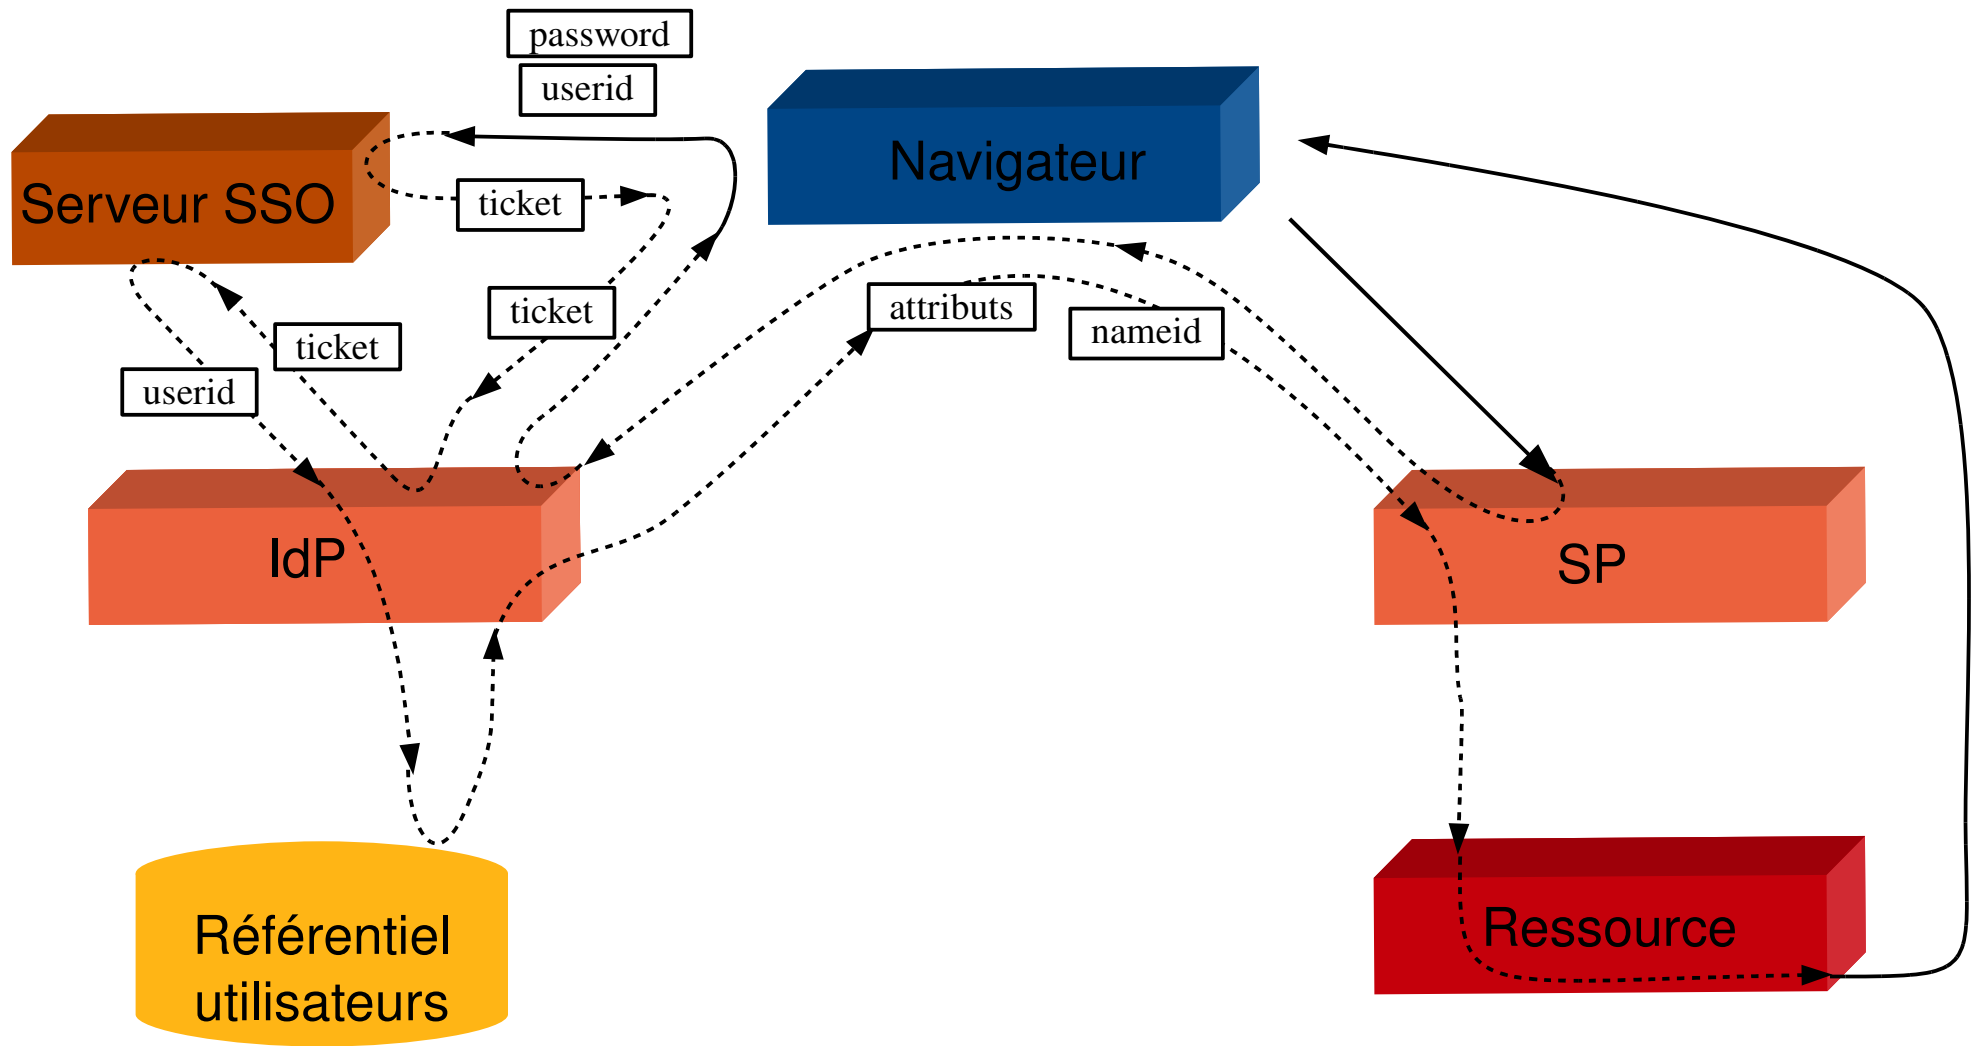 password
userid
Navigateur
Serveur SSO
ticket
ticket
attributs
nameid
ticket
userid
IdP
SP
Référentiel
utilisateurs
Ressource